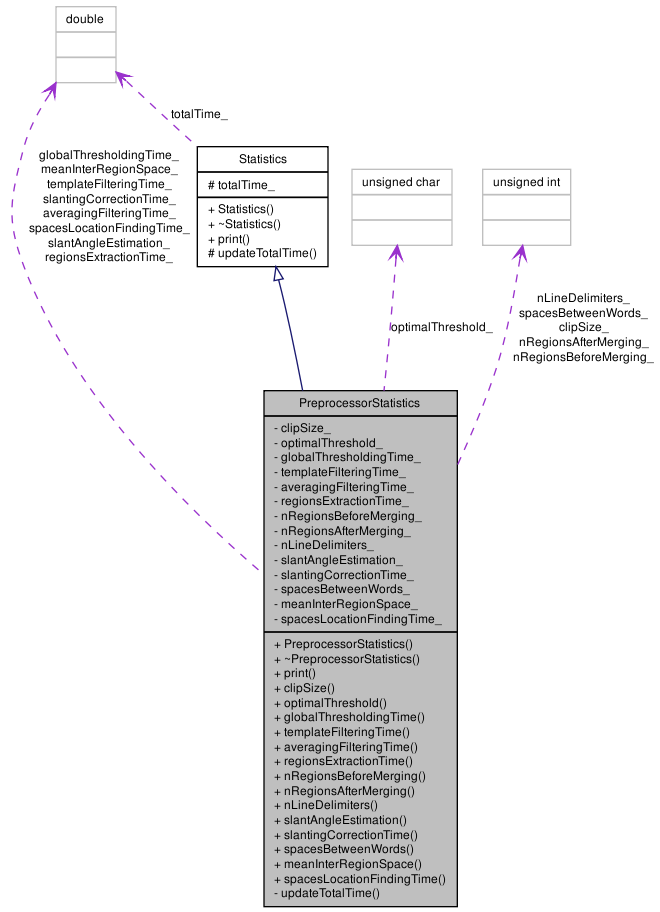 double
totalTime_
globalThresholdingTime_
meanInterRegionSpace_
templateFilteringTime_
slantingCorrectionTime_
averagingFilteringTime_
spacesLocationFindingTime_
slantAngleEstimation_
regionsExtractionTime_
Statistics
# totalTime_
+ Statistics()
+ ~Statistics()
+ print()
# updateTotalTime()
unsigned char
unsigned int
optimalThreshold_
nLineDelimiters_
spacesBetweenWords_
clipSize_
nRegionsAfterMerging_
nRegionsBeforeMerging_
PreprocessorStatistics
- clipSize_
- optimalThreshold_
- globalThresholdingTime_
- templateFilteringTime_
- averagingFilteringTime_
- regionsExtractionTime_
- nRegionsBeforeMerging_
- nRegionsAfterMerging_
- nLineDelimiters_
- slantAngleEstimation_
- slantingCorrectionTime_
- spacesBetweenWords_
- meanInterRegionSpace_
- spacesLocationFindingTime_
+ PreprocessorStatistics()
+ ~PreprocessorStatistics()
+ print()
+ clipSize()
+ optimalThreshold()
+ globalThresholdingTime()
+ templateFilteringTime()
+ averagingFilteringTime()
+ regionsExtractionTime()
+ nRegionsBeforeMerging()
+ nRegionsAfterMerging()
+ nLineDelimiters()
+ slantAngleEstimation()
+ slantingCorrectionTime()
+ spacesBetweenWords()
+ meanInterRegionSpace()
+ spacesLocationFindingTime()
- updateTotalTime()